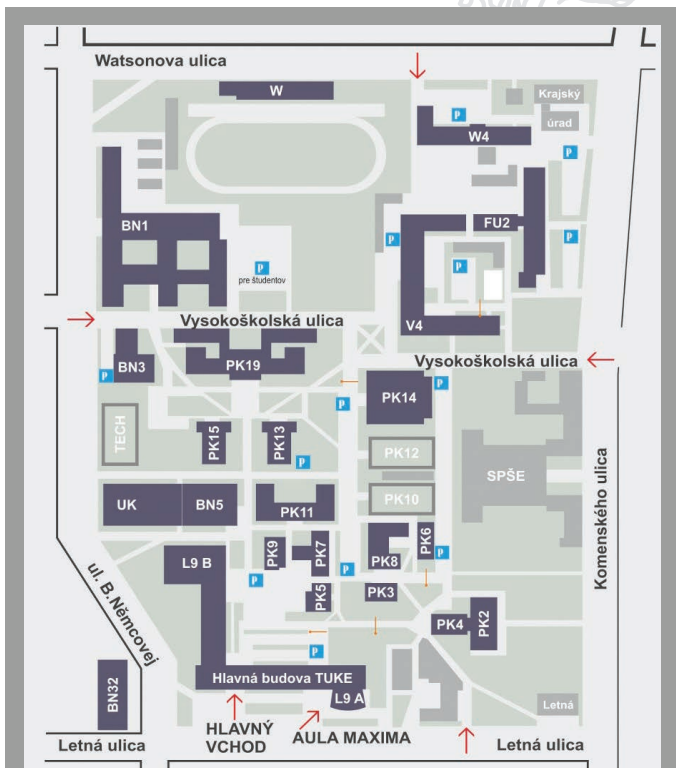 Watsonova ulica
W
Krajský
úrad
W4
P
P
BN1
FU2
P
P
P
P
pre študentov
Vysokoškolská ulica
V4
Vysokoškolská ulica
BN3
PK19
P
P
PK14
P
TECH
PK15
PK13
P
PK12
SPŠE
UK
BN5
PK11
PK10
PK9
PK7
PK8
PK6
P
L9 B
P
P
PK5
PK3
PK4
PK2
Komenského ulica
ul. B.Němcovej
P
Hlavná budova TUKE
L9 A
BN32
Letná
HLAVNÝ
VCHOD
AULA MAXIMA
Letná ulica
Letná ulica